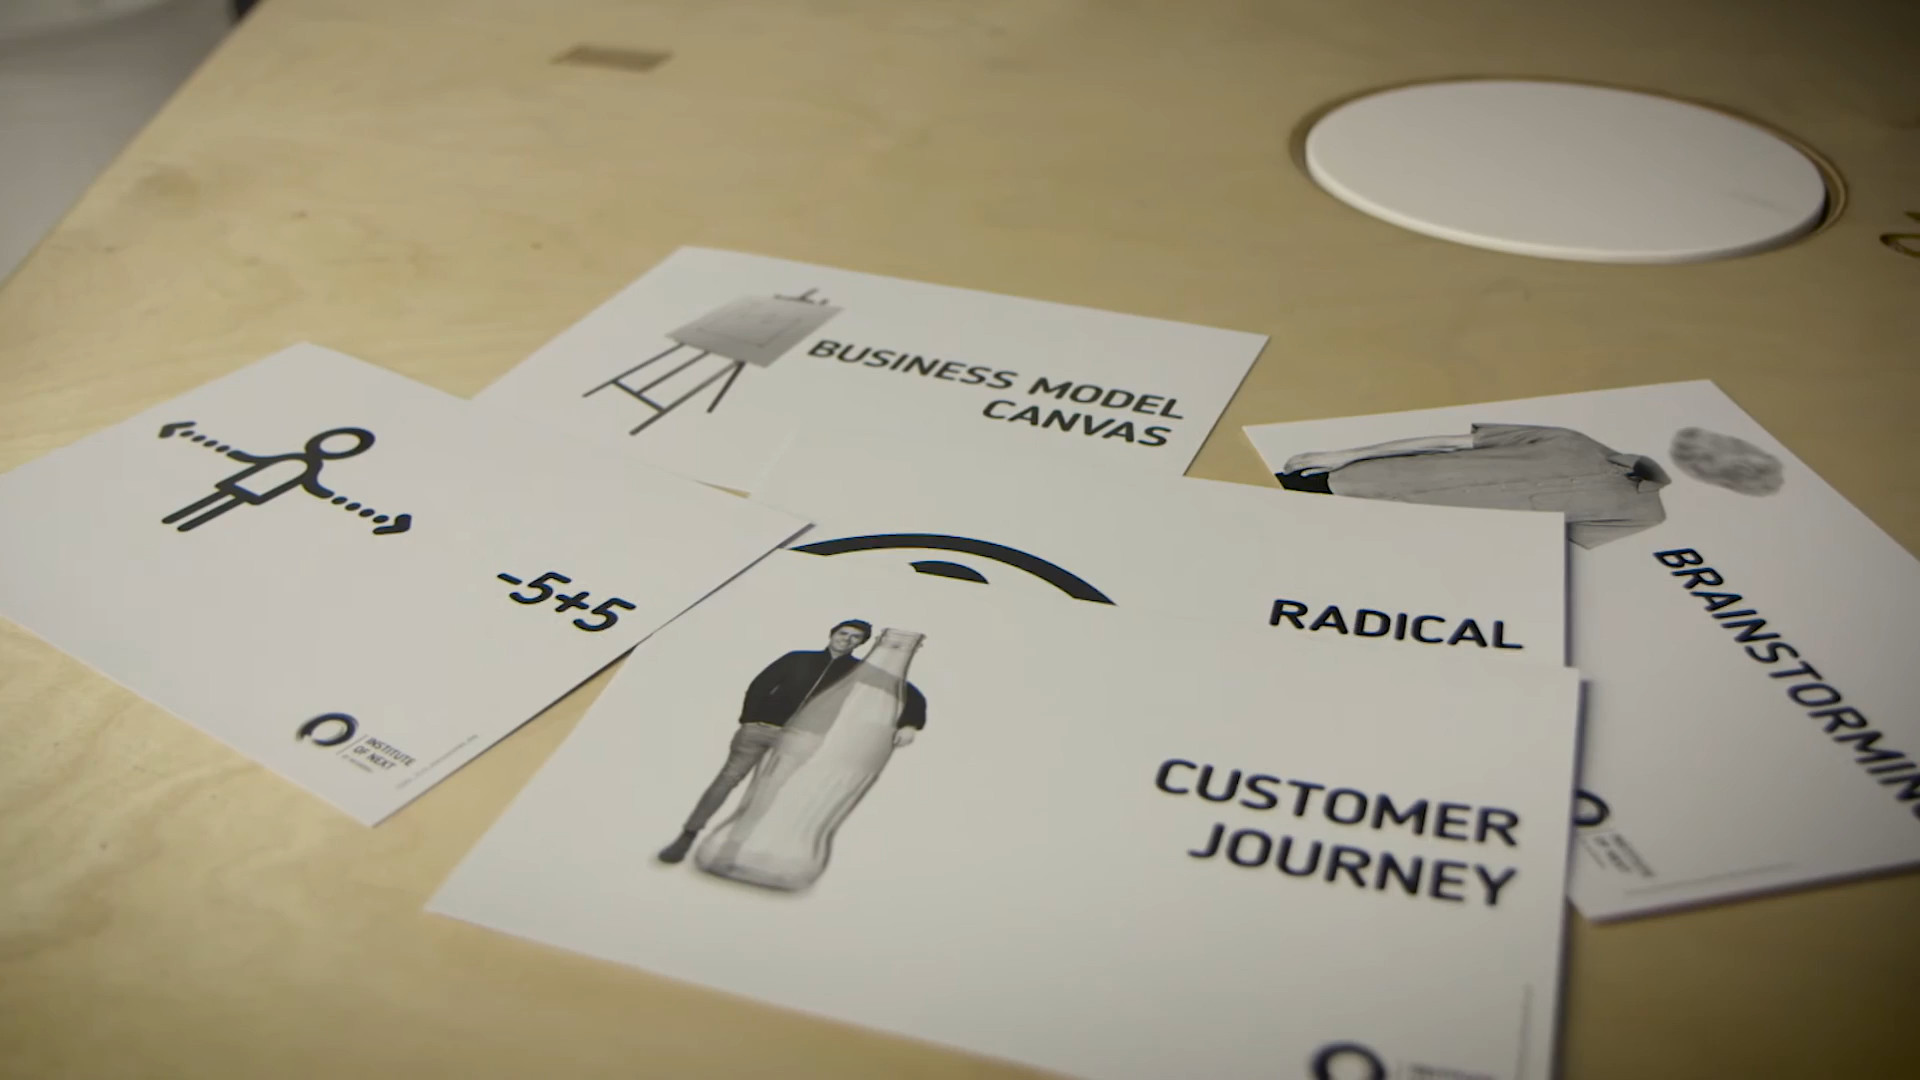 BUSINESS MODEL
CANVAS
-5+5
INSTITUTE
OF NEXT
RADICAL
BRAINSTORMING
CUSTOMER
JOURNEY